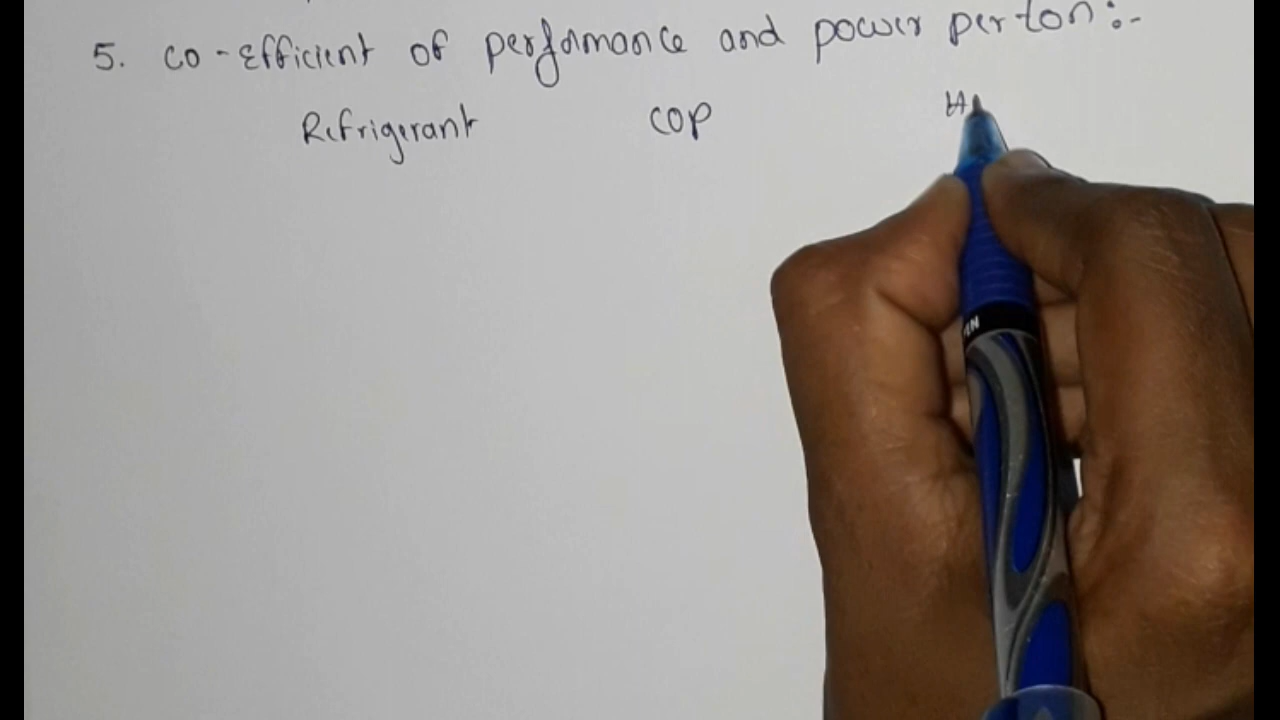 5. co-Efficient of performance and power per ton :-
Refrigerant COP